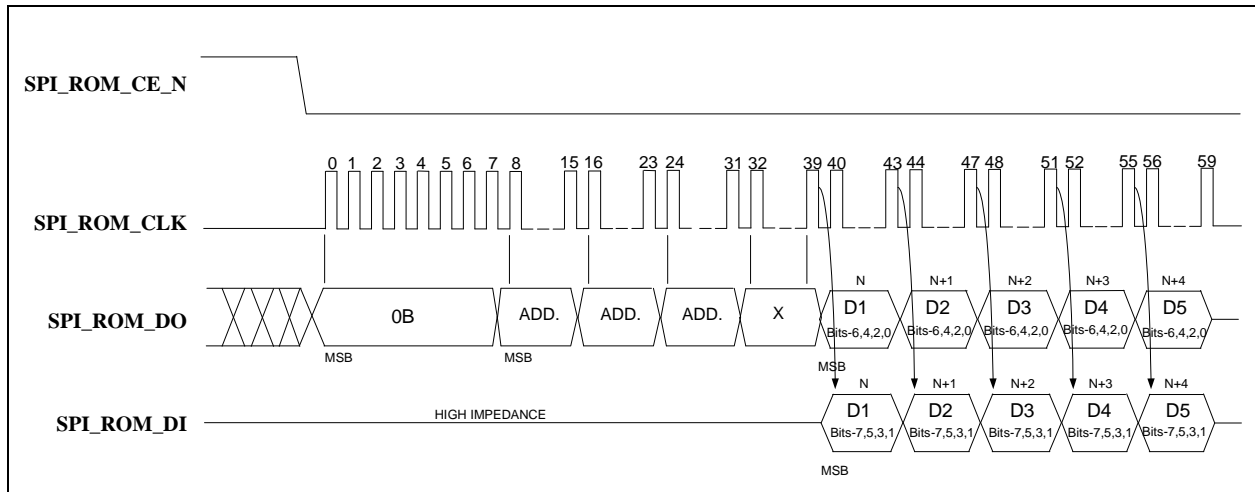 SPI_ROM_CE_N
0 1 2 3 4 5 6 7 8 15 16 23 24 31 32 39 40 43 44 47 48 51 52 55 56 59
SPI_ROM_CLK
N N+1 N+2 N+3 N+4
SPI_ROM_DO
0B ADD. ADD. ADD. X D1 D2 D3 D4 D5
Bits-6,4,2,0 Bits-6,4,2,0 Bits-6,4,2,0 Bits-6,4,2,0 Bits-6,4,2,0
MSB MSB MSB
N N+1 N+2 N+3 N+4
HIGH IMPEDANCE
SPI_ROM_DI
D1 D2 D3 D4 D5
Bits-7,5,3,1 Bits-7,5,3,1 Bits-7,5,3,1 Bits-7,5,3,1 Bits-7,5,3,1
MSB